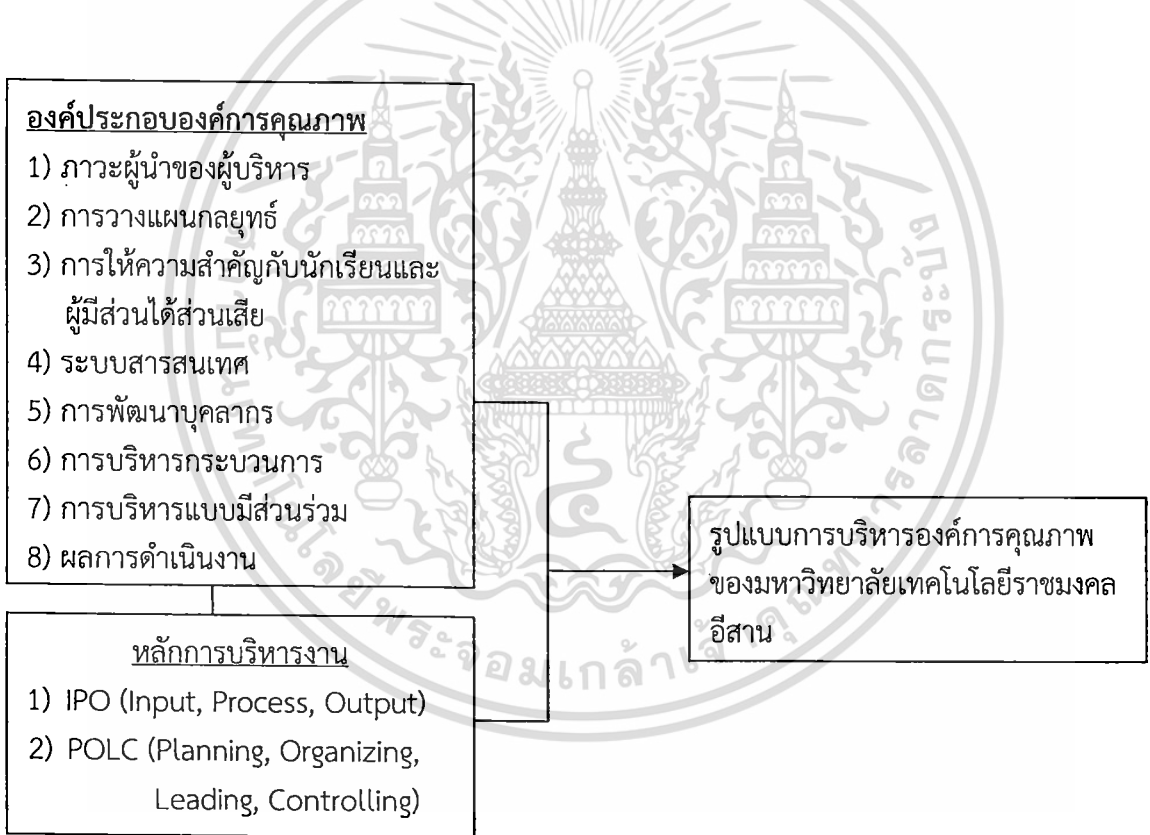 องค์ประกอบองค์การคุณภาพ
1) ภาวะผู้นำของผู้บริหาร
2) การวางแผนกลยุทธ์
3) การให้ความสำคัญกับนักเรียนและ
ผู้มีส่วนได้ส่วนเสีย
4) ระบบสารสนเทศ
5) การพัฒนาบุคลากร
6) การบริหารกระบวนการ
7) การบริหารแบบมีส่วนร่วม
8) ผลการดำเนินงาน
หลักการบริหารงาน
1) IPO (Input, Process, Output)
2) POLC (Planning, Organizing,
Leading, Controlling)
รูปแบบการบริหารองค์การคุณภาพ
ของมหาวิทยาลัยเทคโนโลยีราชมงคล
อีสาน